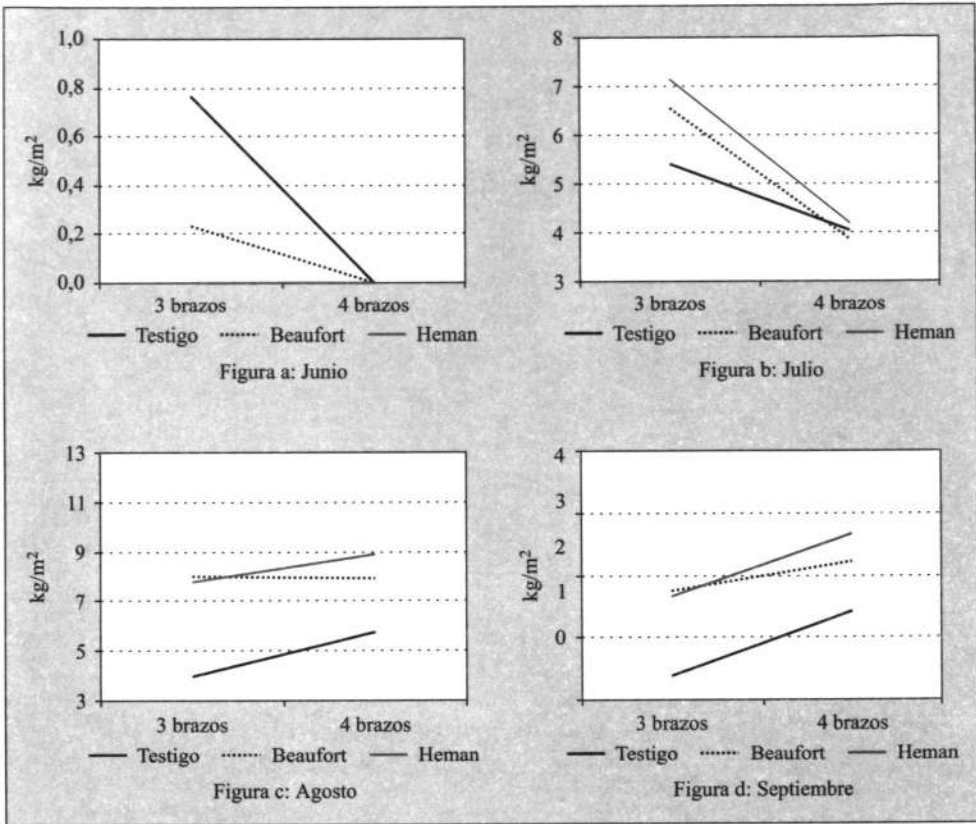 1,0
0,8
0,6
0,4
0,2
0,0
kg/m²
3 brazos 4 brazos
Testigo Beaufort Heman
Figura a: Junio
8
7
6
5
4
3
kg/m²
3 brazos 4 brazos
Testigo Beaufort Heman
Figura b: Julio
13
11
9
7
5
3
kg/m²
3 brazos 4 brazos
Testigo Beaufort Heman
Figura c: Agosto
4
3
2
1
0
kg/m²
3 brazos 4 brazos
Testigo Beaufort Heman
Figura d: Septiembre